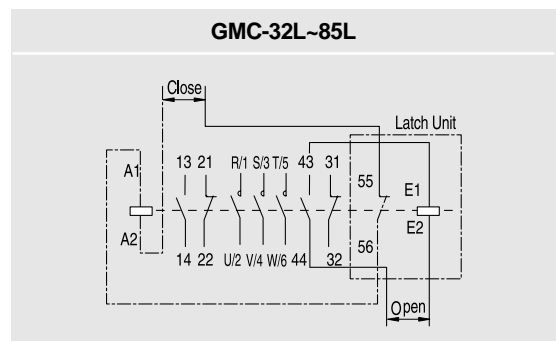 GMC-32L~85L
Close
Latch Unit
A1 13 21 R/1 S/3 T/5 43 31 55 E1
A2 14 22 U/2 V/4 W/6 44 32 56 E2
Open